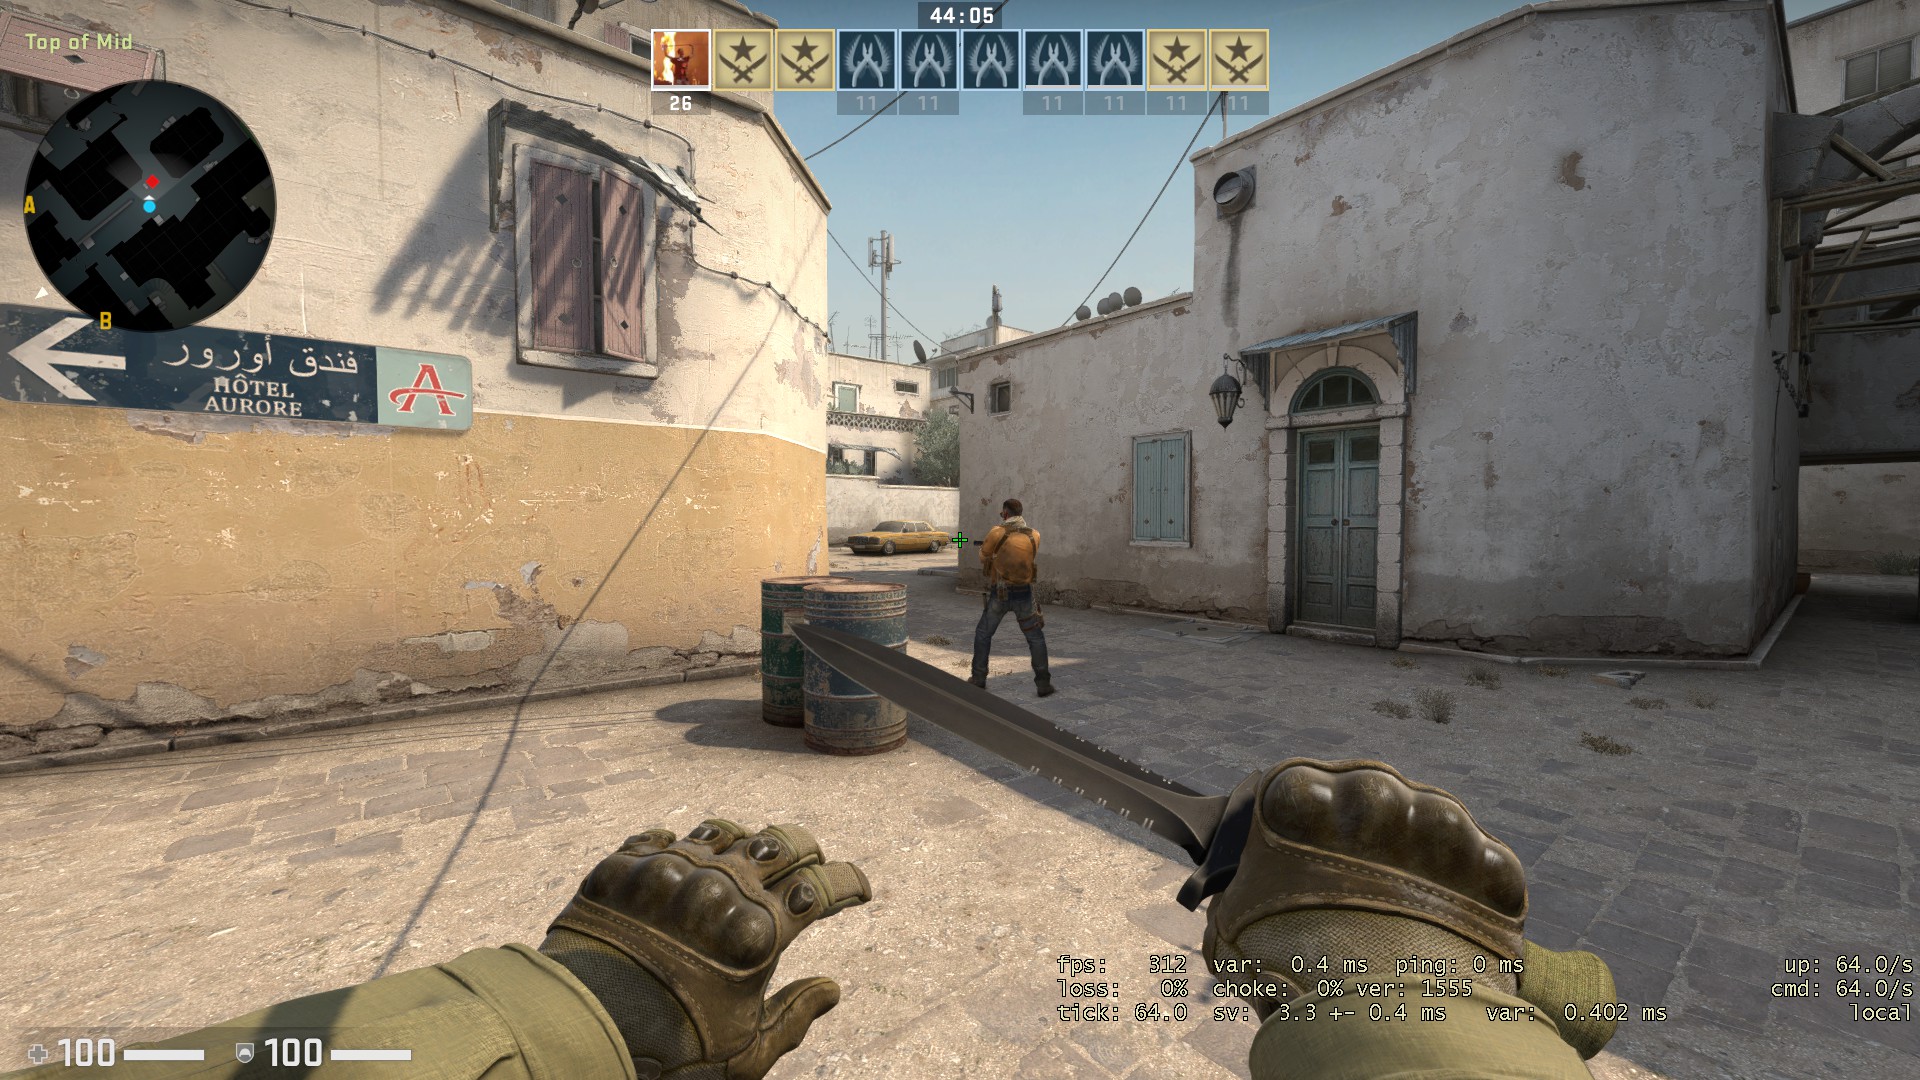 44:05
Top of Mid
26
11
11
11
11
11
11
A
B
فندق أورور
HÔTEL
AURORE
A
fps: 312 var: 0.4 ms ping: 0 ms
loss: 0% choke: 0% ver: 1555
tick: 64.0 sv: 3.3 +- 0.4 ms var: 0.402 ms
up: 64.0/s
cmd: 64.0/s
local
100
100